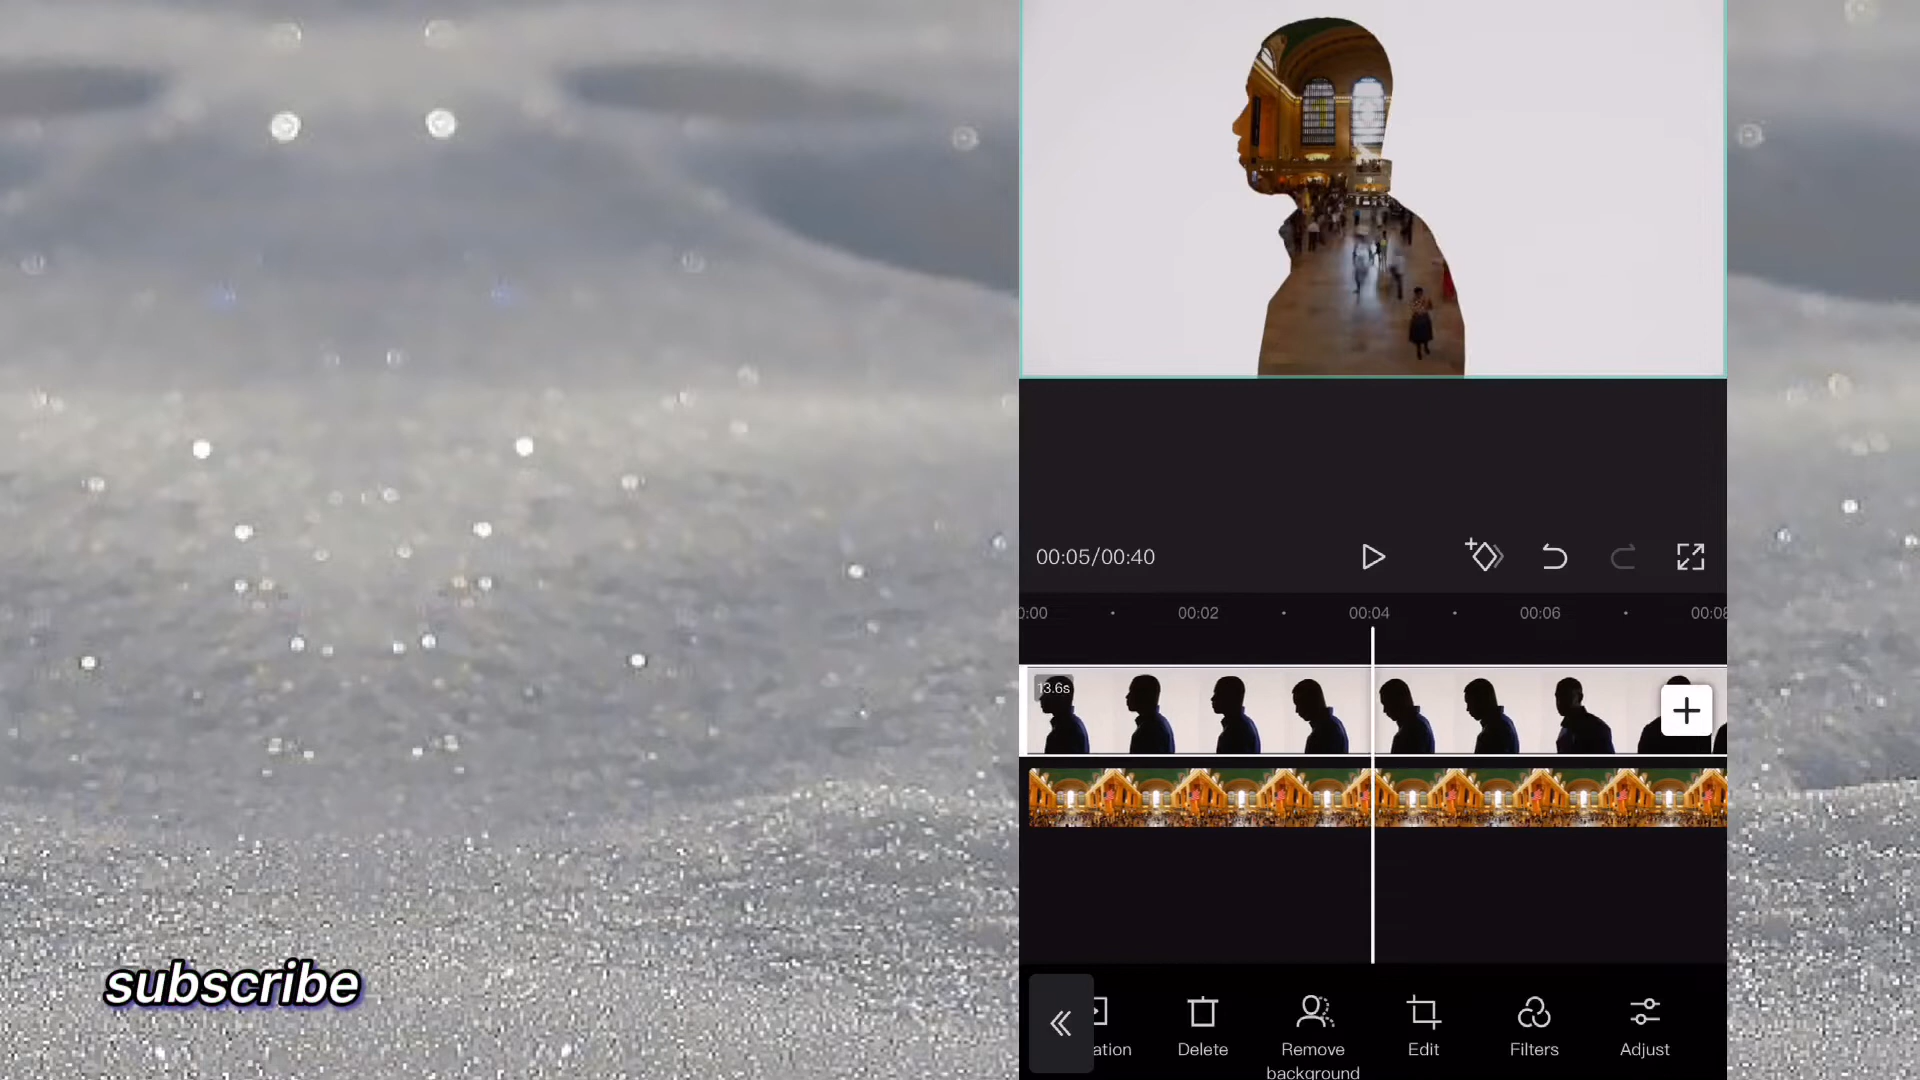 00:05/00:40
0:00 00:02 00:04 00:06 00:08
13.6s
subscribe
ation Delete Remove background Edit Filters Adjust